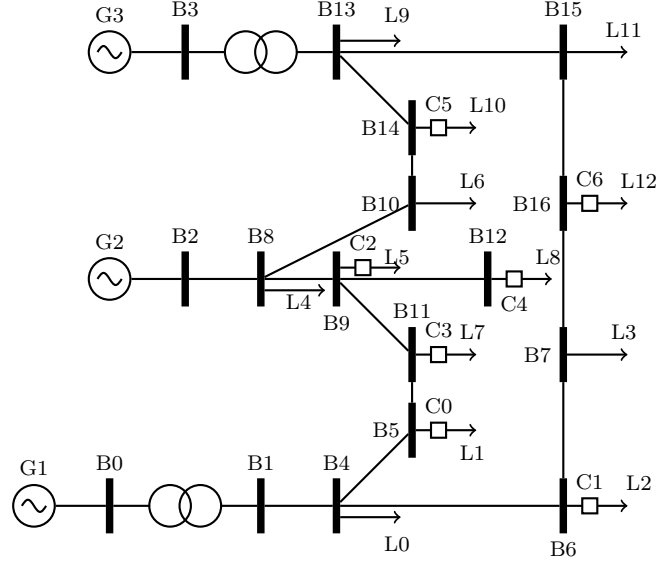 G3 B3 B13 L9 B15 L11
B14 C5 L10
B10 L6 B16 C6 L12
G2 B2 B8 C2 L5 B12 L8
L4 B9 C4
B11 C3 L7 B7 L3
B5 C0 L1
G1 B0 B1 B4 C1 L2
L0 B6